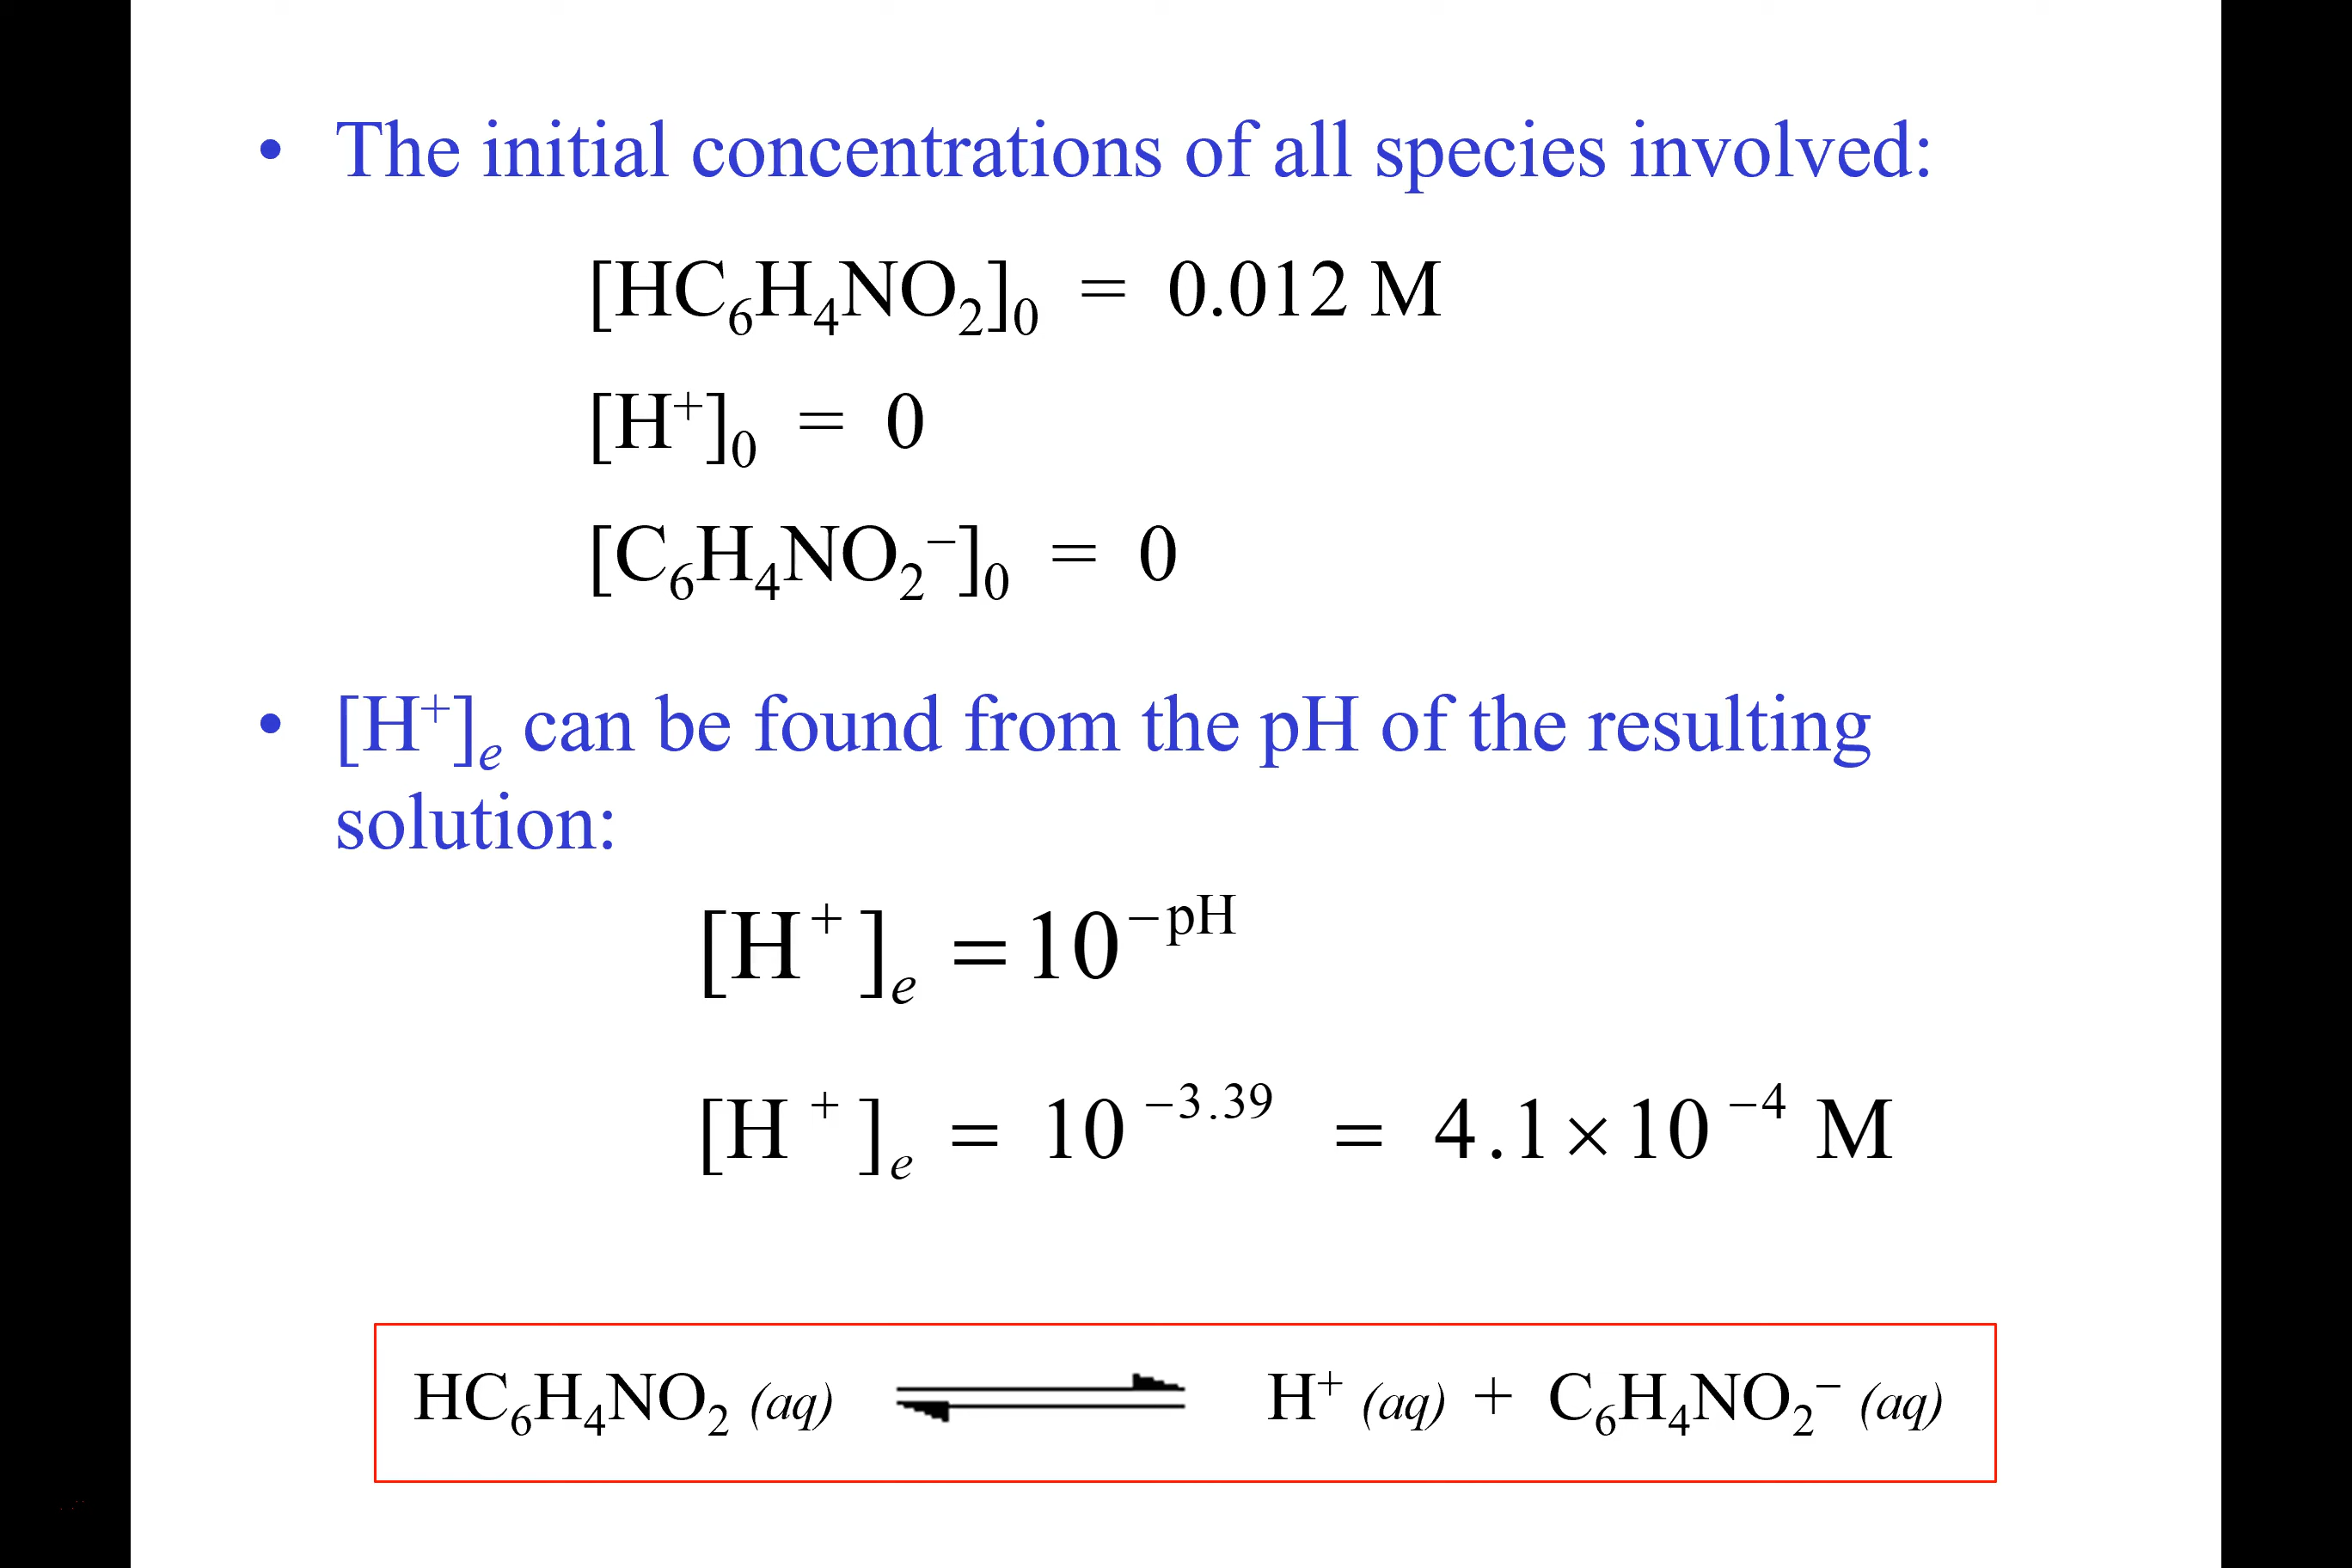 • The initial concentrations of all species involved:
[HC₆H₄NO₂]₀ = 0.012 M
[H⁺]₀ = 0
[C₆H₄NO₂⁻]₀ = 0
• [H⁺]ₑ can be found from the pH of the resulting
solution:
[H⁺]ₑ = 10^−pH
[H⁺]ₑ = 10^−3.39 = 4.1×10^−4 M
HC₆H₄NO₂ (aq) ⇌ H⁺ (aq) + C₆H₄NO₂⁻ (aq)